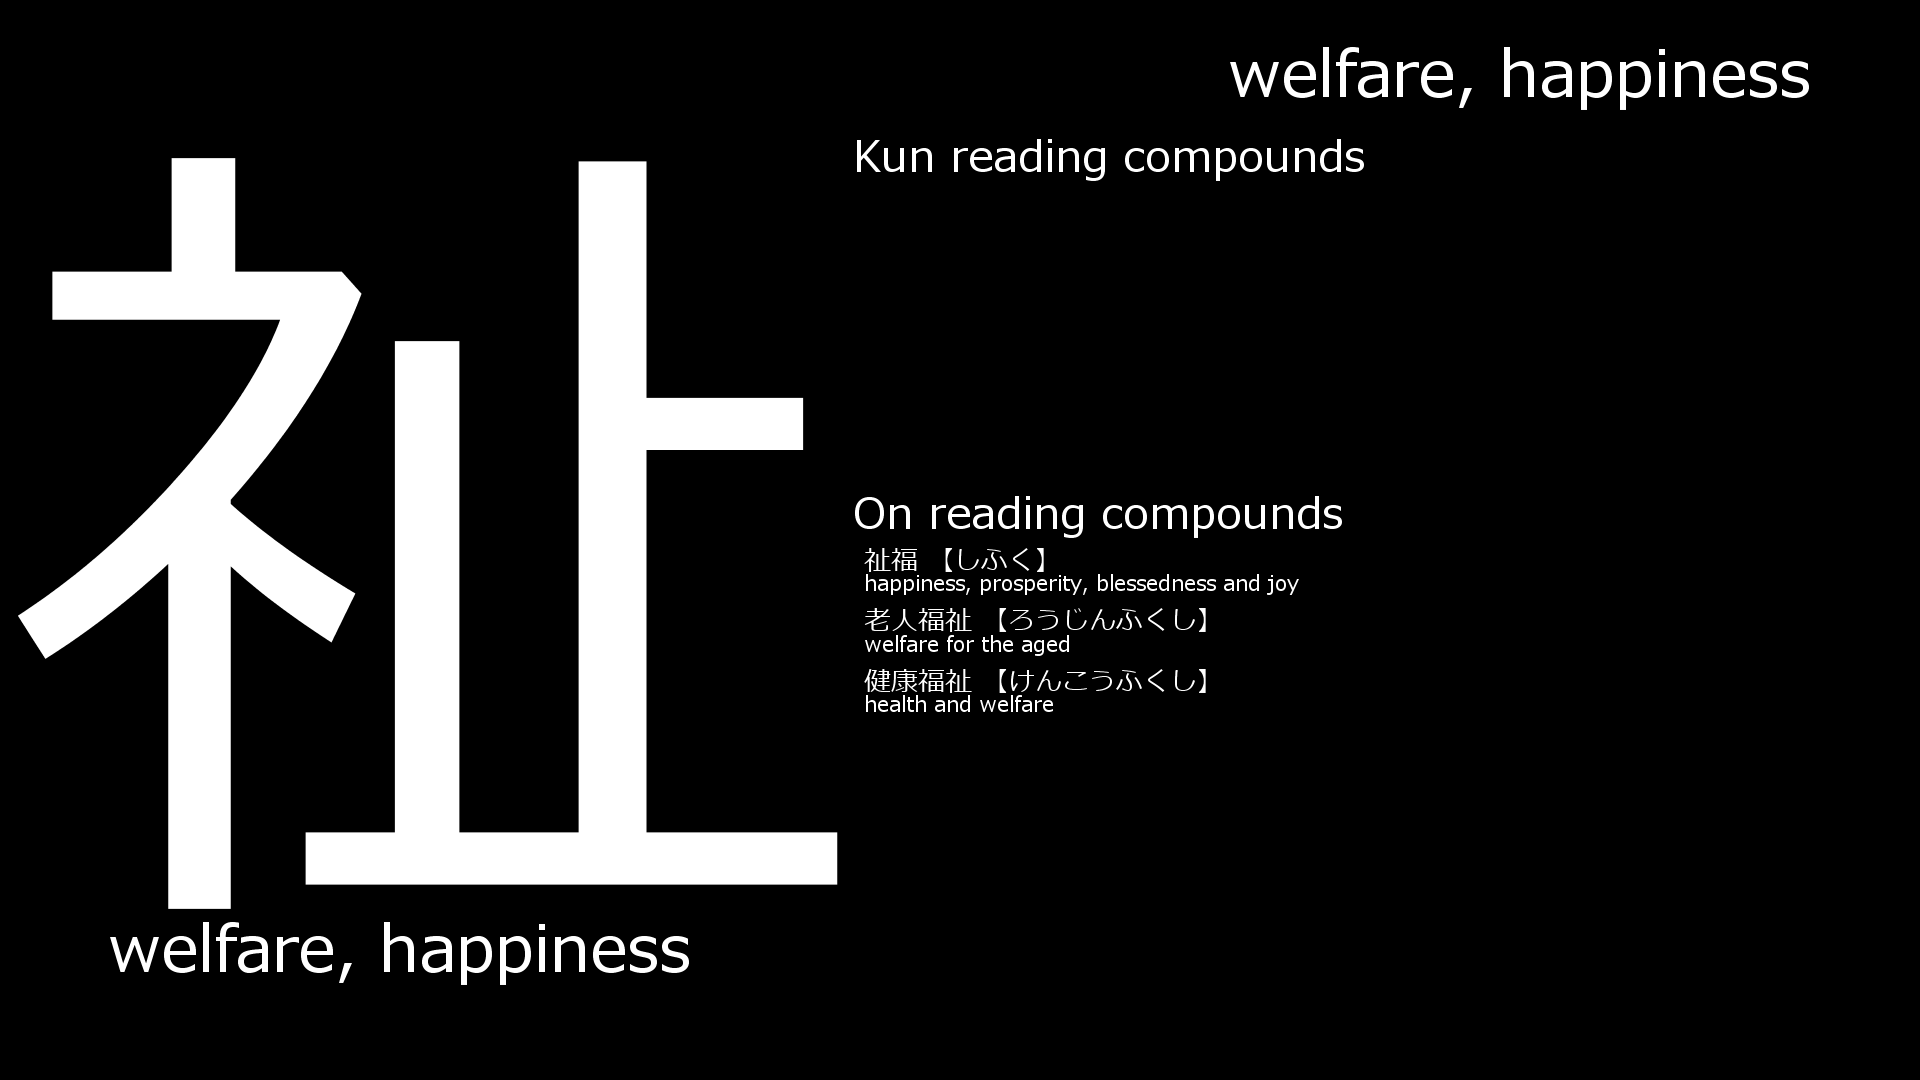 祉
welfare, happiness
welfare, happiness
Kun reading compounds
On reading compounds
祉福 【しふく】
happiness, prosperity, blessedness and joy
老人福祉 【ろうじんふくし】
welfare for the aged
健康福祉 【けんこうふくし】
health and welfare